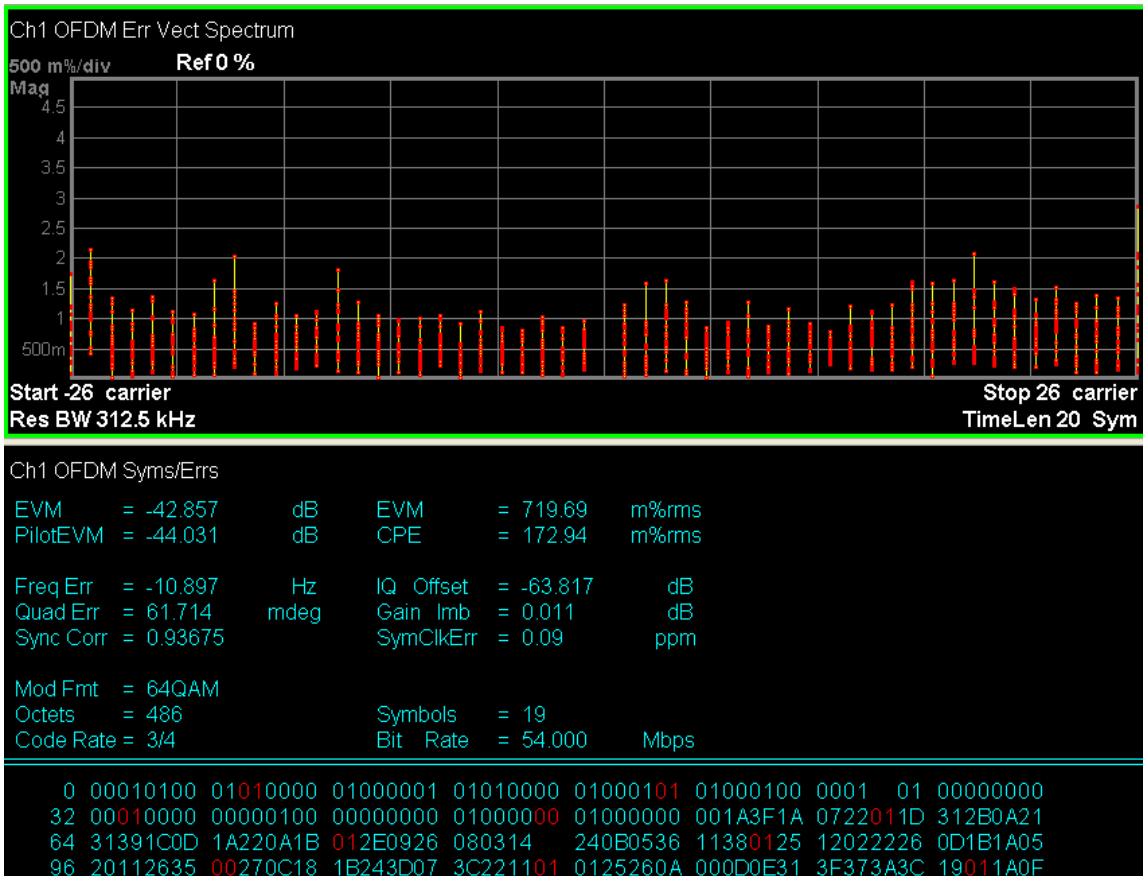 Ch1 OFDM Err Vect Spectrum
500 m%/div Ref 0 %
Mag
4.5
4
3.5
3
2.5
2
1.5
1
500m
Start -26 carrier Stop 26 carrier
Res BW 312.5 kHz TimeLen 20 Sym
Ch1 OFDM Syms/Errs
EVM = -42.857 dB EVM = 719.69 m%rms
PilotEVM = -44.031 dB CPE = 172.94 m%rms
Freq Err = -10.897 Hz IQ Offset = -63.817 dB
Quad Err = 61.714 mdeg Gain Imb = 0.011 dB
Sync Corr = 0.93675 SymClkErr = 0.09 ppm
Mod Fmt = 64QAM
Octets = 486 Symbols = 19
Code Rate = 3/4 Bit Rate = 54.000 Mbps
0 00010100 01010000 01000001 01010000 01000101 01000100 0001 01 00000000
32 00010000 00000100 00000000 01000000 01000000 001A3F1A 0722011D 312B0A21
64 31391C0D 1A220A1B 012E0926 080314 240B0536 11380125 12022226 0D1B1A05
96 20112635 00270C18 1B243D07 3C221101 0125260A 000D0E31 3F373A3C 19011A0F